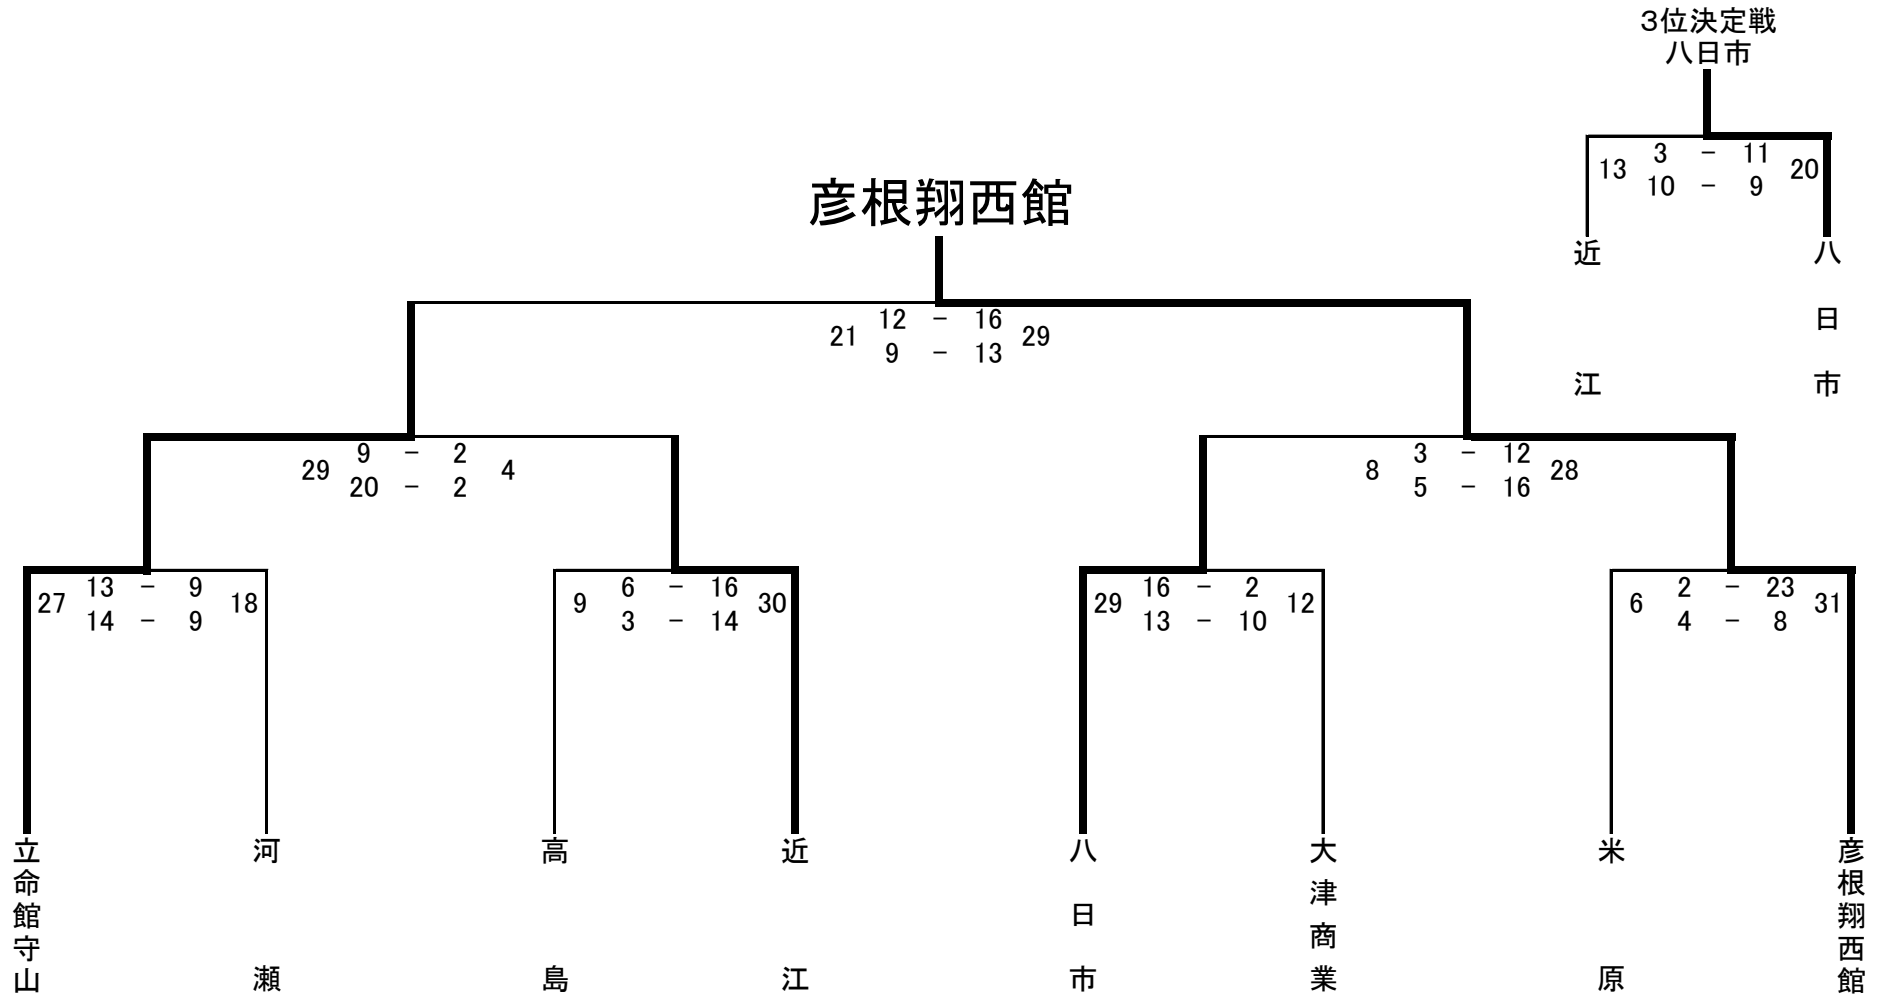 3位決定戦
八日市
3 - 11
13 20
10 - 9
近江
八日市
彦根翔西館
12 - 16
21 29
9 - 13
9 - 2
29 4
20 - 2
3 - 12
8 28
5 - 16
13 - 9
27 18
14 - 9
6 - 16
9 30
3 - 14
16 - 2
29 12
13 - 10
2 - 23
6 31
4 - 8
立命館守山
河瀬
高島
近江
八日市
大津商業
米原
彦根翔西館